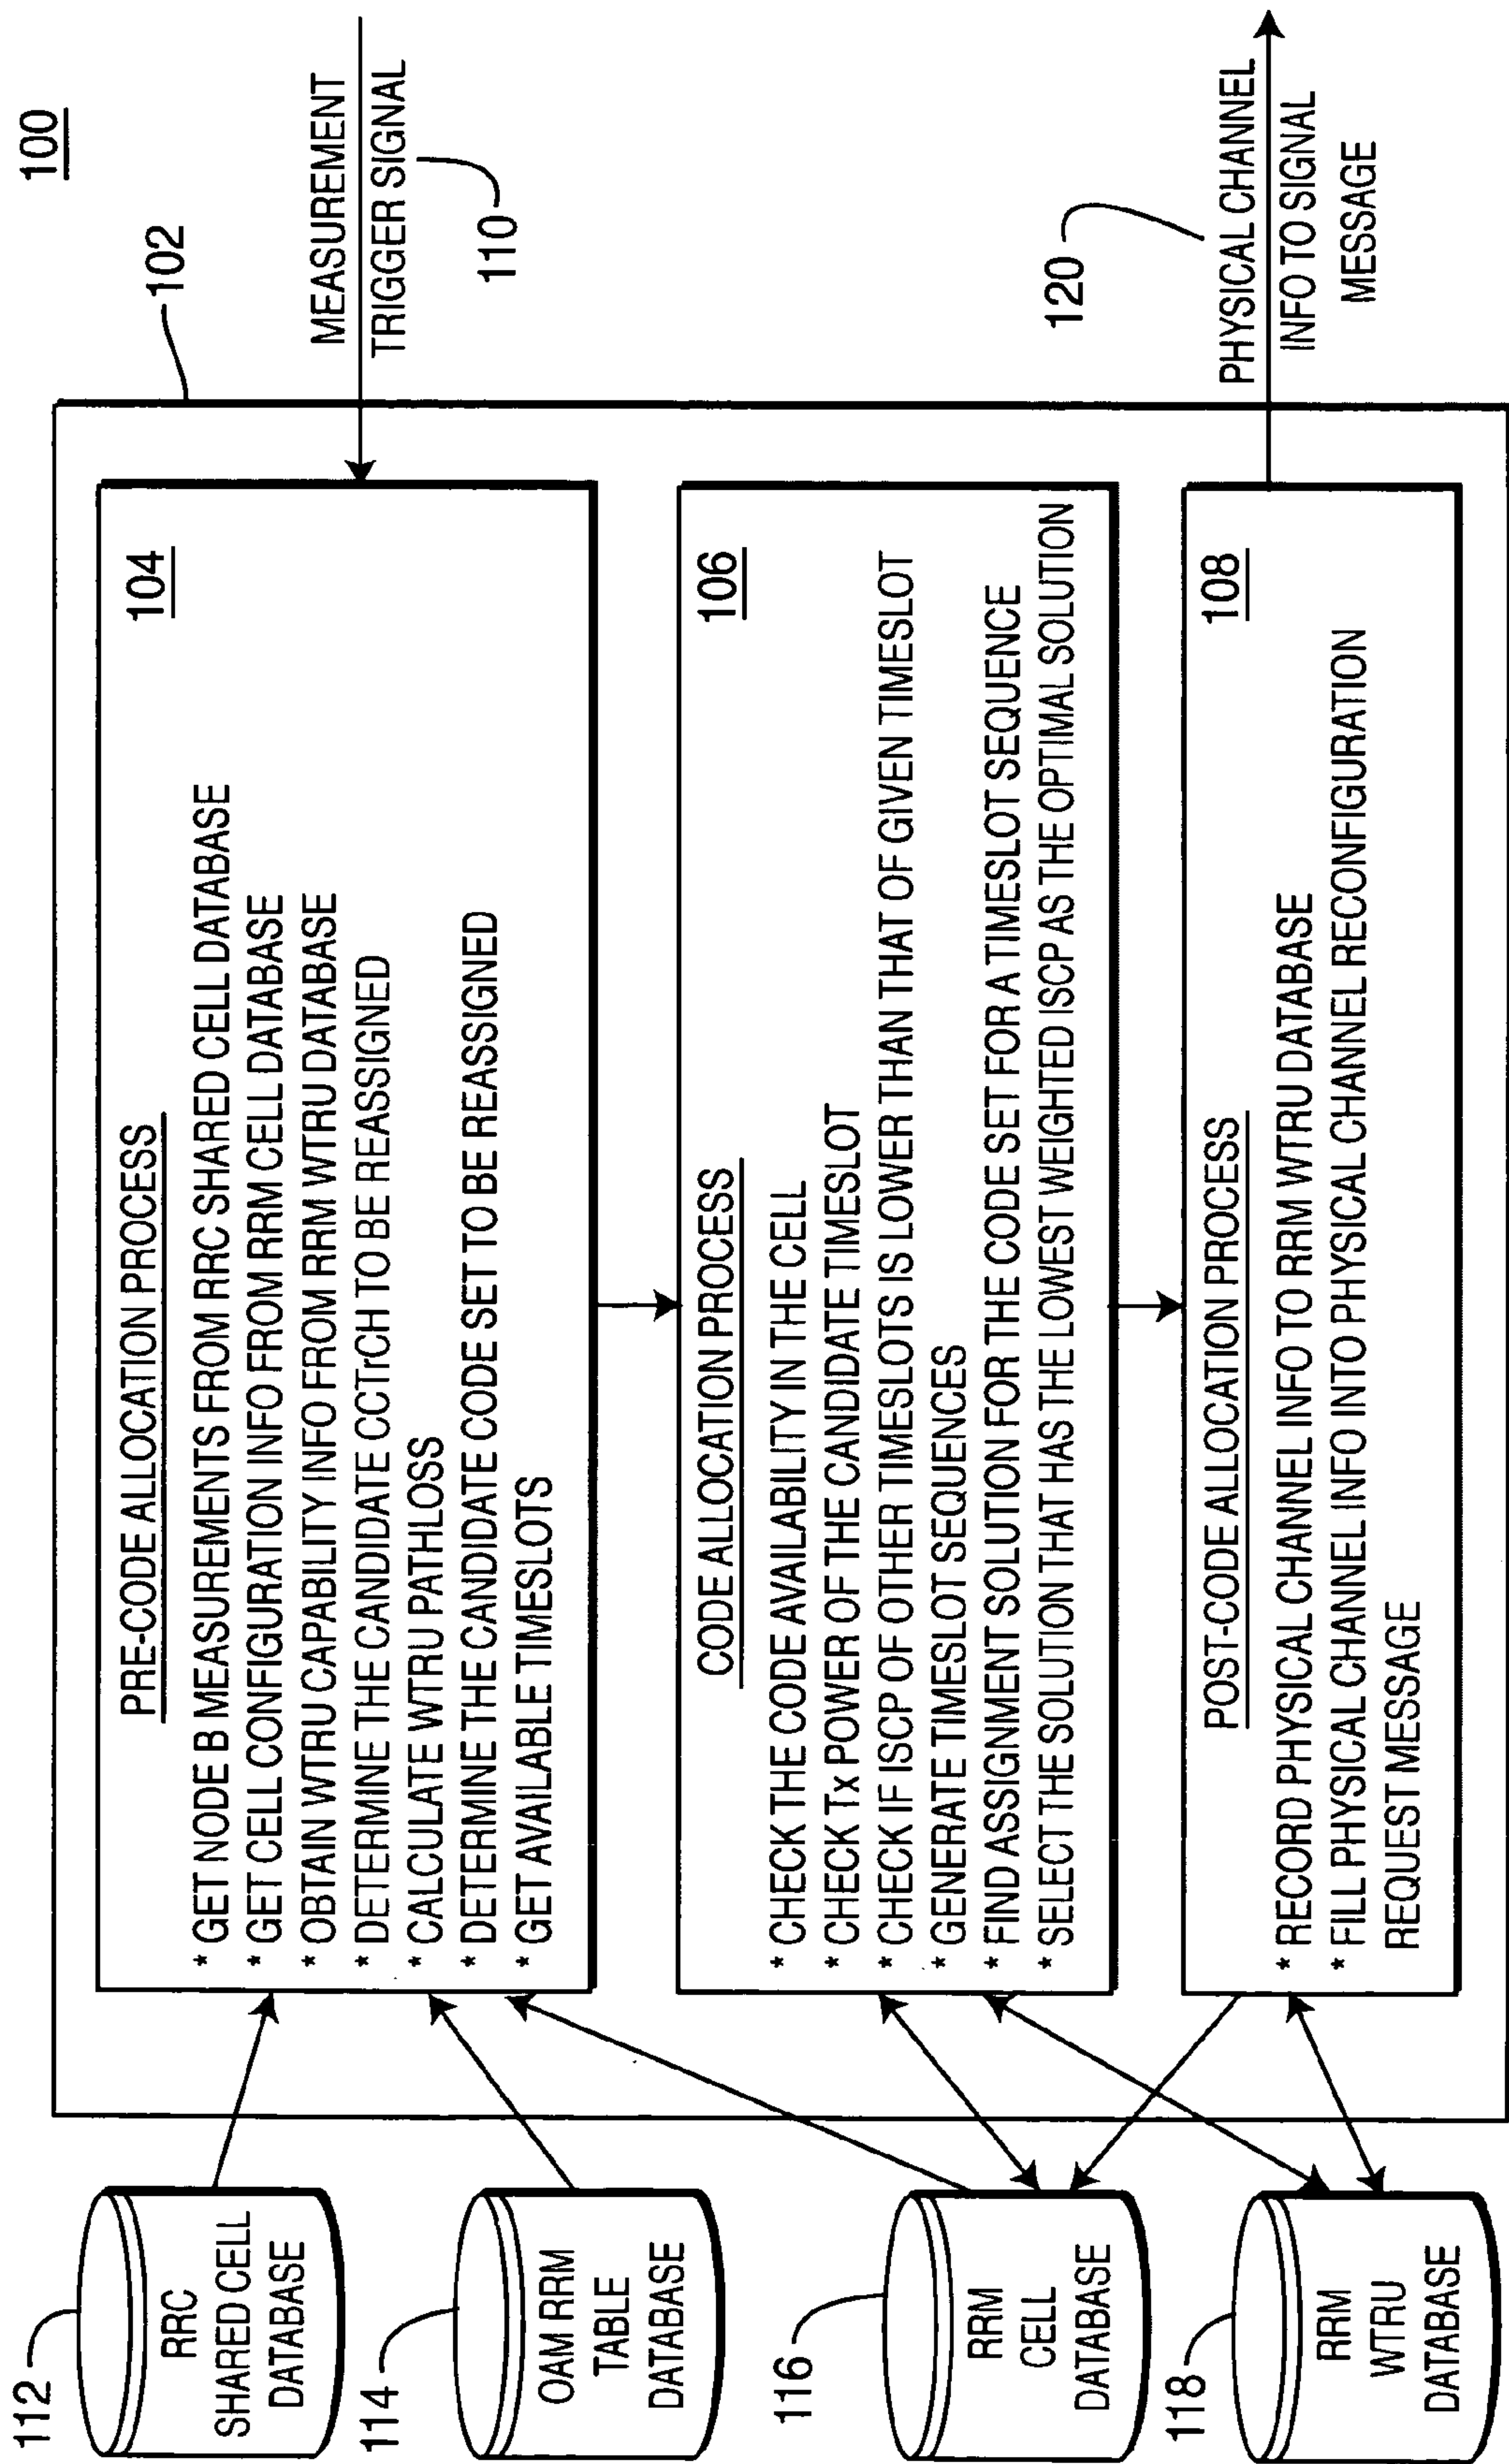 100
102
MEASUREMENT
TRIGGER SIGNAL
110
PHYSICAL CHANNEL
INFO TO SIGNAL
MESSAGE
120
PRE-CODE ALLOCATION PROCESS
104
* GET NODE B MEASUREMENTS FROM RRC SHARED CELL DATABASE
* GET CELL CONFIGURATION INFO FROM RRM CELL DATABASE
* OBTAIN WTRU CAPABILITY INFO FROM RRM WTRU DATABASE
* DETERMINE THE CANDIDATE CCTrCH TO BE REASSIGNED
* CALCULATE WTRU PATHLOSS
* DETERMINE THE CANDIDATE CODE SET TO BE REASSIGNED
* GET AVAILABLE TIMESLOTS
CODE ALLOCATION PROCESS
106
* CHECK THE CODE AVAILABILITY IN THE CELL
* CHECK Tx POWER OF THE CANDIDATE TIMESLOT
* CHECK IF ISCP OF OTHER TIMESLOTS IS LOWER THAN THAT OF GIVEN TIMESLOT
* GENERATE TIMESLOT SEQUENCES
* FIND ASSIGNMENT SOLUTION FOR THE CODE SET FOR A TIMESLOT SEQUENCE
* SELECT THE SOLUTION THAT HAS THE LOWEST WEIGHTED ISCP AS THE OPTIMAL SOLUTION
POST-CODE ALLOCATION PROCESS
108
* RECORD PHYSICAL CHANNEL INFO TO RRM WTRU DATABASE
* FILL PHYSICAL CHANNEL INFO INTO PHYSICAL CHANNEL RECONFIGURATION
REQUEST MESSAGE
112
RRC
SHARED CELL
DATABASE
114
OAM RRM
TABLE
DATABASE
116
RRM
CELL
DATABASE
118
RRM
WTRU
DATABASE